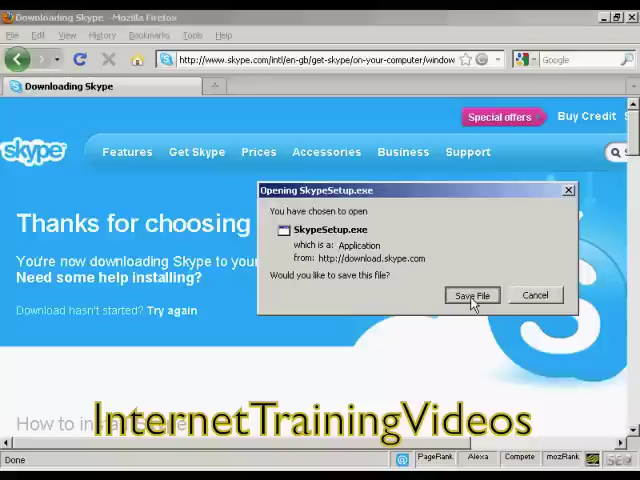 Downloading Skype - Mozilla Firefox
File Edit View History Bookmarks Tools Help
http://www.skype.com/intl/en-gb/get-skype/on-your-computer/window
Google
Downloading Skype
Special offers
Buy Credit
skype
Features Get Skype Prices Accessories Business Support
Opening SkypeSetup.exe
You have chosen to open
SkypeSetup.exe
which is a: Application
from: http://download.skype.com
Would you like to save this file?
Save File Cancel
Thanks for choosing
You're now downloading Skype to your
Need some help installing?
Download hasn't started? Try again
How to install Skype
InternetTrainingVideos
Done
PageRank Alexa Compete mozRank